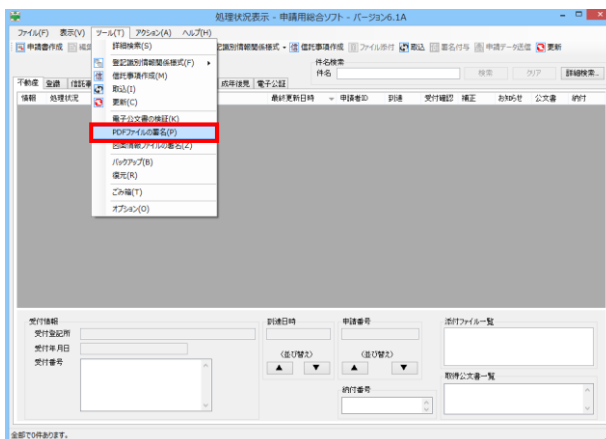 処理状況表示 - 申請用総合ソフト - バージョン6.1A
ファイル(F) 表示(V) ツール(T) アクション(A) ヘルプ(H)
申請書作成
識別情報関係様式
信託事項作成
ファイル添付
取込
署名付与
申請データ送信
更新
詳細検索(S)
登記識別情報関係様式(F)
信託事項作成(M)
取込(I)
更新(C)
電子公文書の検証(K)
PDFファイルの署名(P)
図面情報ファイルの署名(Z)
バックアップ(B)
復元(R)
ごみ箱(T)
オプション(O)
件名検索
件名
検索
クリア
詳細検索...
不動産
成年後見
電子公証
情報 処理状況
最終更新日時 申請者ID 到達 受付確認 補正 お知らせ 公文書 納付
受付情報
受付登記所
受付年月日
受付番号
到達日時
申請番号
(並び替え) (並び替え)
▲ ▼ ▲ ▼
納付番号
添付ファイル一覧
取得公文書一覧
全部で0件あります。